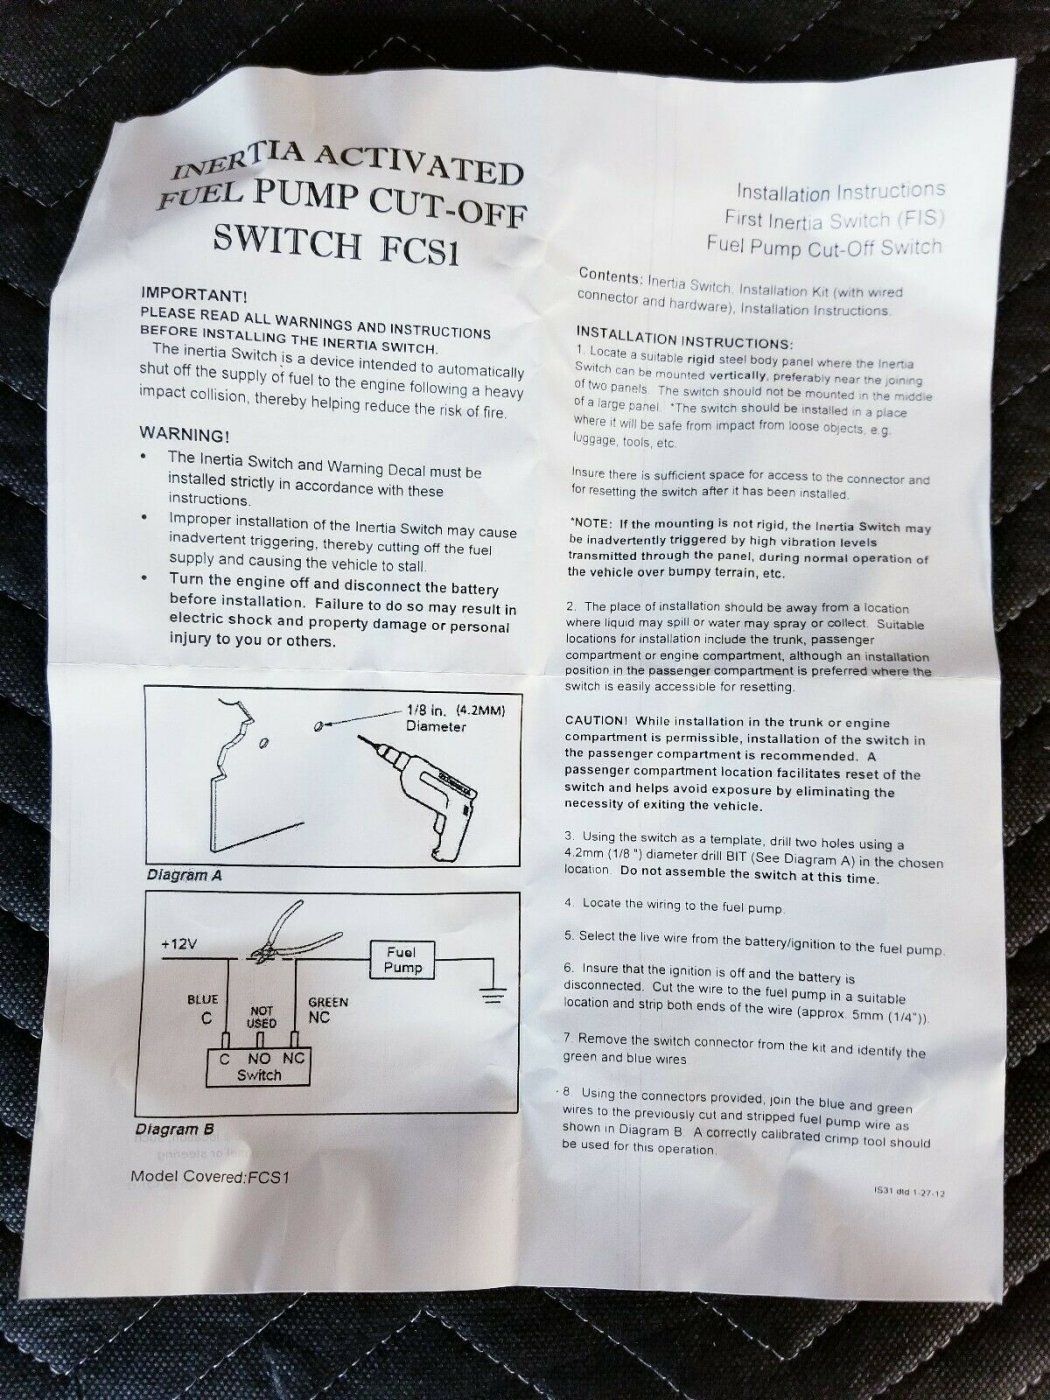 INERTIA ACTIVATED
FUEL PUMP CUT-OFF
SWITCH FCS1
IMPORTANT!
PLEASE READ ALL WARNINGS AND INSTRUCTIONS
BEFORE INSTALLING THE INERTIA SWITCH.
The inertia Switch is a device intended to automatically
shut off the supply of fuel to the engine following a heavy
impact collision, thereby helping reduce the risk of fire.
WARNING!
• The Inertia Switch and Warning Decal must be
installed strictly in accordance with these
instructions.
• Improper installation of the Inertia Switch may cause
inadvertent triggering, thereby cutting off the fuel
supply and causing the vehicle to stall.
• Turn the engine off and disconnect the battery
before installation. Failure to do so may result in
electric shock and property damage or personal
injury to you or others.
1/8 in. (4.2MM)
Diameter
Diagram A
+12V
Fuel
Pump
BLUE
C
NOT
USED
GREEN
NC
C NO NC
Switch
Diagram B
Model Covered:FCS1
Installation Instructions
First Inertia Switch (FIS)
Fuel Pump Cut-Off Switch
Contents: Inertia Switch, Installation Kit (with wired
connector and hardware), Installation Instructions.
INSTALLATION INSTRUCTIONS:
1. Locate a suitable rigid steel body panel where the Inertia
Switch can be mounted vertically, preferably near the joining
of two panels. The switch should not be mounted in the middle
of a large panel. *The switch should be installed in a place
where it will be safe from impact from loose objects, e.g.
luggage, tools, etc.
Insure there is sufficient space for access to the connector and
for resetting the switch after it has been installed.
*NOTE: If the mounting is not rigid, the Inertia Switch may
be inadvertently triggered by high vibration levels
transmitted through the panel, during normal operation of
the vehicle over bumpy terrain, etc.
2. The place of installation should be away from a location
where liquid may spill or water may spray or collect. Suitable
locations for installation include the trunk, passenger
compartment or engine compartment, although an installation
position in the passenger compartment is preferred where the
switch is easily accessible for resetting.
CAUTION! While installation in the trunk or engine
compartment is permissible, installation of the switch in
the passenger compartment is recommended. A
passenger compartment location facilitates reset of the
switch and helps avoid exposure by eliminating the
necessity of exiting the vehicle.
3. Using the switch as a template, drill two holes using a
4.2mm (1/8 ") diameter drill BIT (See Diagram A) in the chosen
location. Do not assemble the switch at this time.
4. Locate the wiring to the fuel pump.
5. Select the live wire from the battery/ignition to the fuel pump.
6. Insure that the ignition is off and the battery is
disconnected. Cut the wire to the fuel pump in a suitable
location and strip both ends of the wire (approx. 5mm (1/4")).
7. Remove the switch connector from the kit and identify the
green and blue wires
8. Using the connectors provided, join the blue and green
wires to the previously cut and stripped fuel pump wire as
shown in Diagram B. A correctly calibrated crimp tool should
be used for this operation.
IS31 dtd 1-27-12